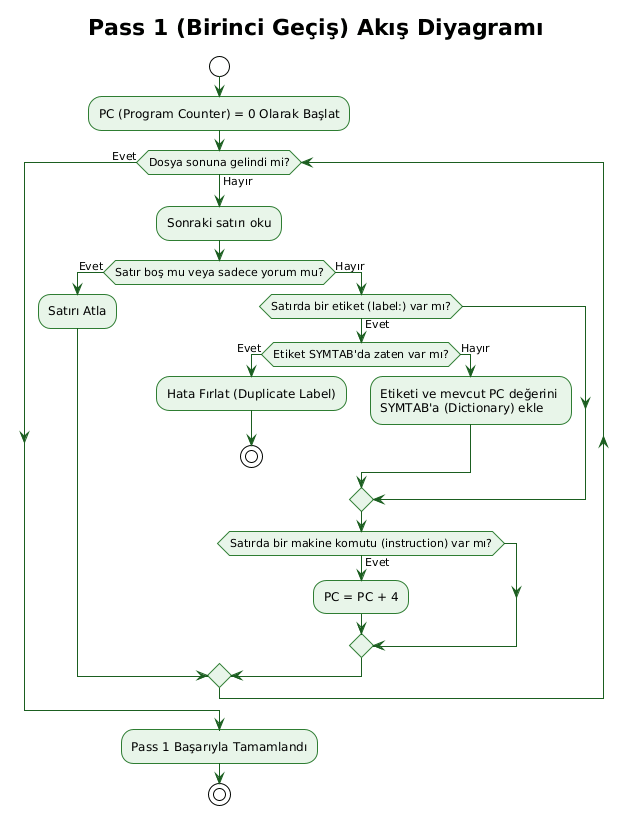 Pass 1 (Birinci Geçiş) Akış Diyagramı
PC (Program Counter) = 0 Olarak Başlat
Evet
Dosya sonuna gelindi mi?
Hayır
Sonraki satırı oku
Evet
Satır boş mu veya sadece yorum mu?
Hayır
Satırı Atla
Satırda bir etiket (label:) var mı?
Evet
Evet
Etiket SYMTAB'da zaten var mı?
Hayır
Hata Fırlat (Duplicate Label)
Etiketi ve mevcut PC değerini
SYMTAB'a (Dictionary) ekle
Satırda bir makine komutu (instruction) var mı?
Evet
PC = PC + 4
Pass 1 Başarıyla Tamamlandı